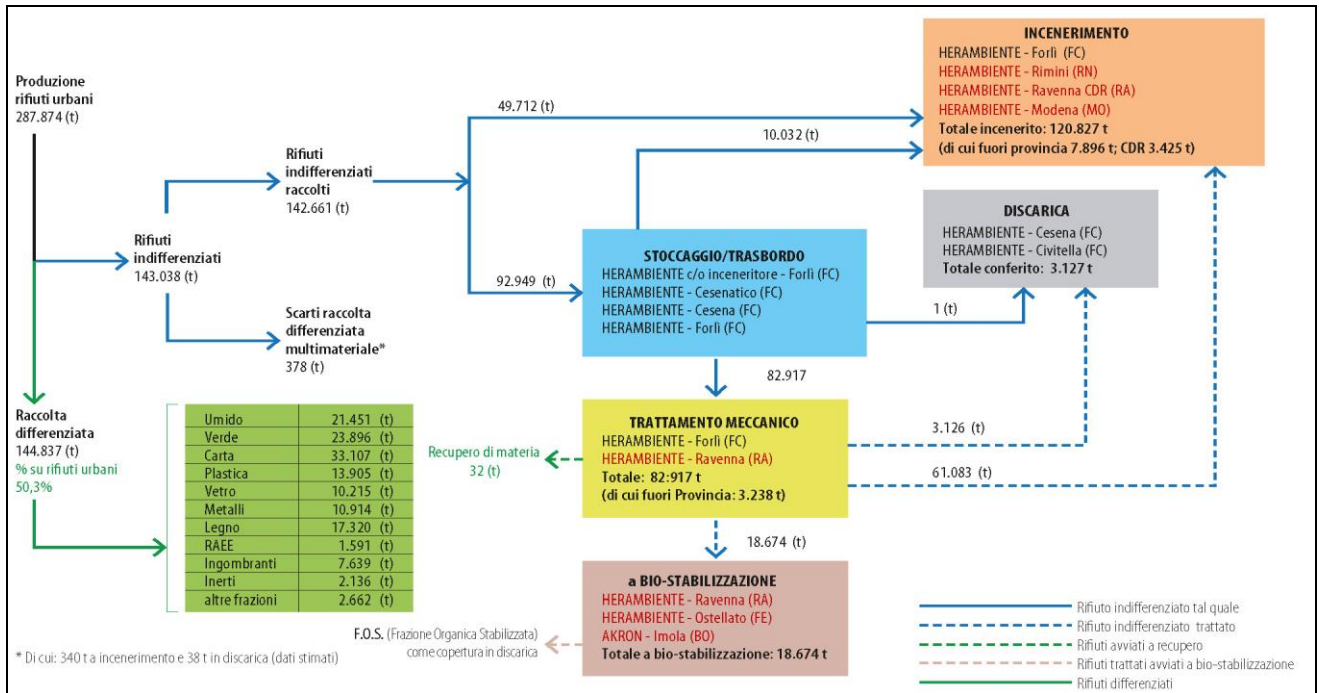 Produzione
rifiuti urbani
287.874 (t)
Rifiuti
indifferenziati
143.038 (t)
Rifiuti
indifferenziati
raccolti
142.661 (t)
Scarti raccolta
differenziata
multimateriale*
378 (t)
49.712 (t)
92.949 (t)
10.032 (t)
INCENERIMENTO
HERAMBIENTE - Forlì (FC)
HERAMBIENTE - Rimini (RN)
HERAMBIENTE - Ravenna CDR (RA)
HERAMBIENTE - Modena (MO)
Totale incenerito: 120.827 t
(di cui fuori provincia 7.896 t; CDR 3.425 t)
DISCARICA
HERAMBIENTE - Cesena (FC)
HERAMBIENTE - Civitella (FC)
Totale conferito: 3.127 t
STOCCAGGIO/TRASBORDO
HERAMBIENTE c/o inceneritore - Forlì (FC)
HERAMBIENTE - Cesenatico (FC)
HERAMBIENTE - Cesena (FC)
HERAMBIENTE - Forlì (FC)
1 (t)
82.917
TRATTAMENTO MECCANICO
HERAMBIENTE - Forlì (FC)
HERAMBIENTE - Ravenna (RA)
Totale: 82:917 t
(di cui fuori Provincia: 3.238 t)
3.126 (t)
61.083 (t)
Recupero di materia
32 (t)
18.674 (t)
a BIO-STABILIZZAZIONE
HERAMBIENTE - Ravenna (RA)
HERAMBIENTE - Ostellato (FE)
AKRON - Imola (BO)
Totale a bio-stabilizzazione: 18.674 t
F.O.S. (Frazione Organica Stabilizzata)
come copertura in discarica
Raccolta
differenziata
144.837 (t)
% su rifiuti urbani
50,3%
Umido 21.451 (t)
Verde 23.896 (t)
Carta 33.107 (t)
Plastica 13.905 (t)
Vetro 10.215 (t)
Metalli 10.914 (t)
Legno 17.320 (t)
RAEE 1.591 (t)
Ingombranti 7.639 (t)
Inerti 2.136 (t)
altre frazioni 2.662 (t)
* Di cui: 340 t a incenerimento e 38 t in discarica (dati stimati)
Rifiuto indifferenziato tal quale
Rifiuto indifferenziato trattato
Rifiuti avviati a recupero
Rifiuti trattati avviati a bio-stabilizzazione
Rifiuti differenziati